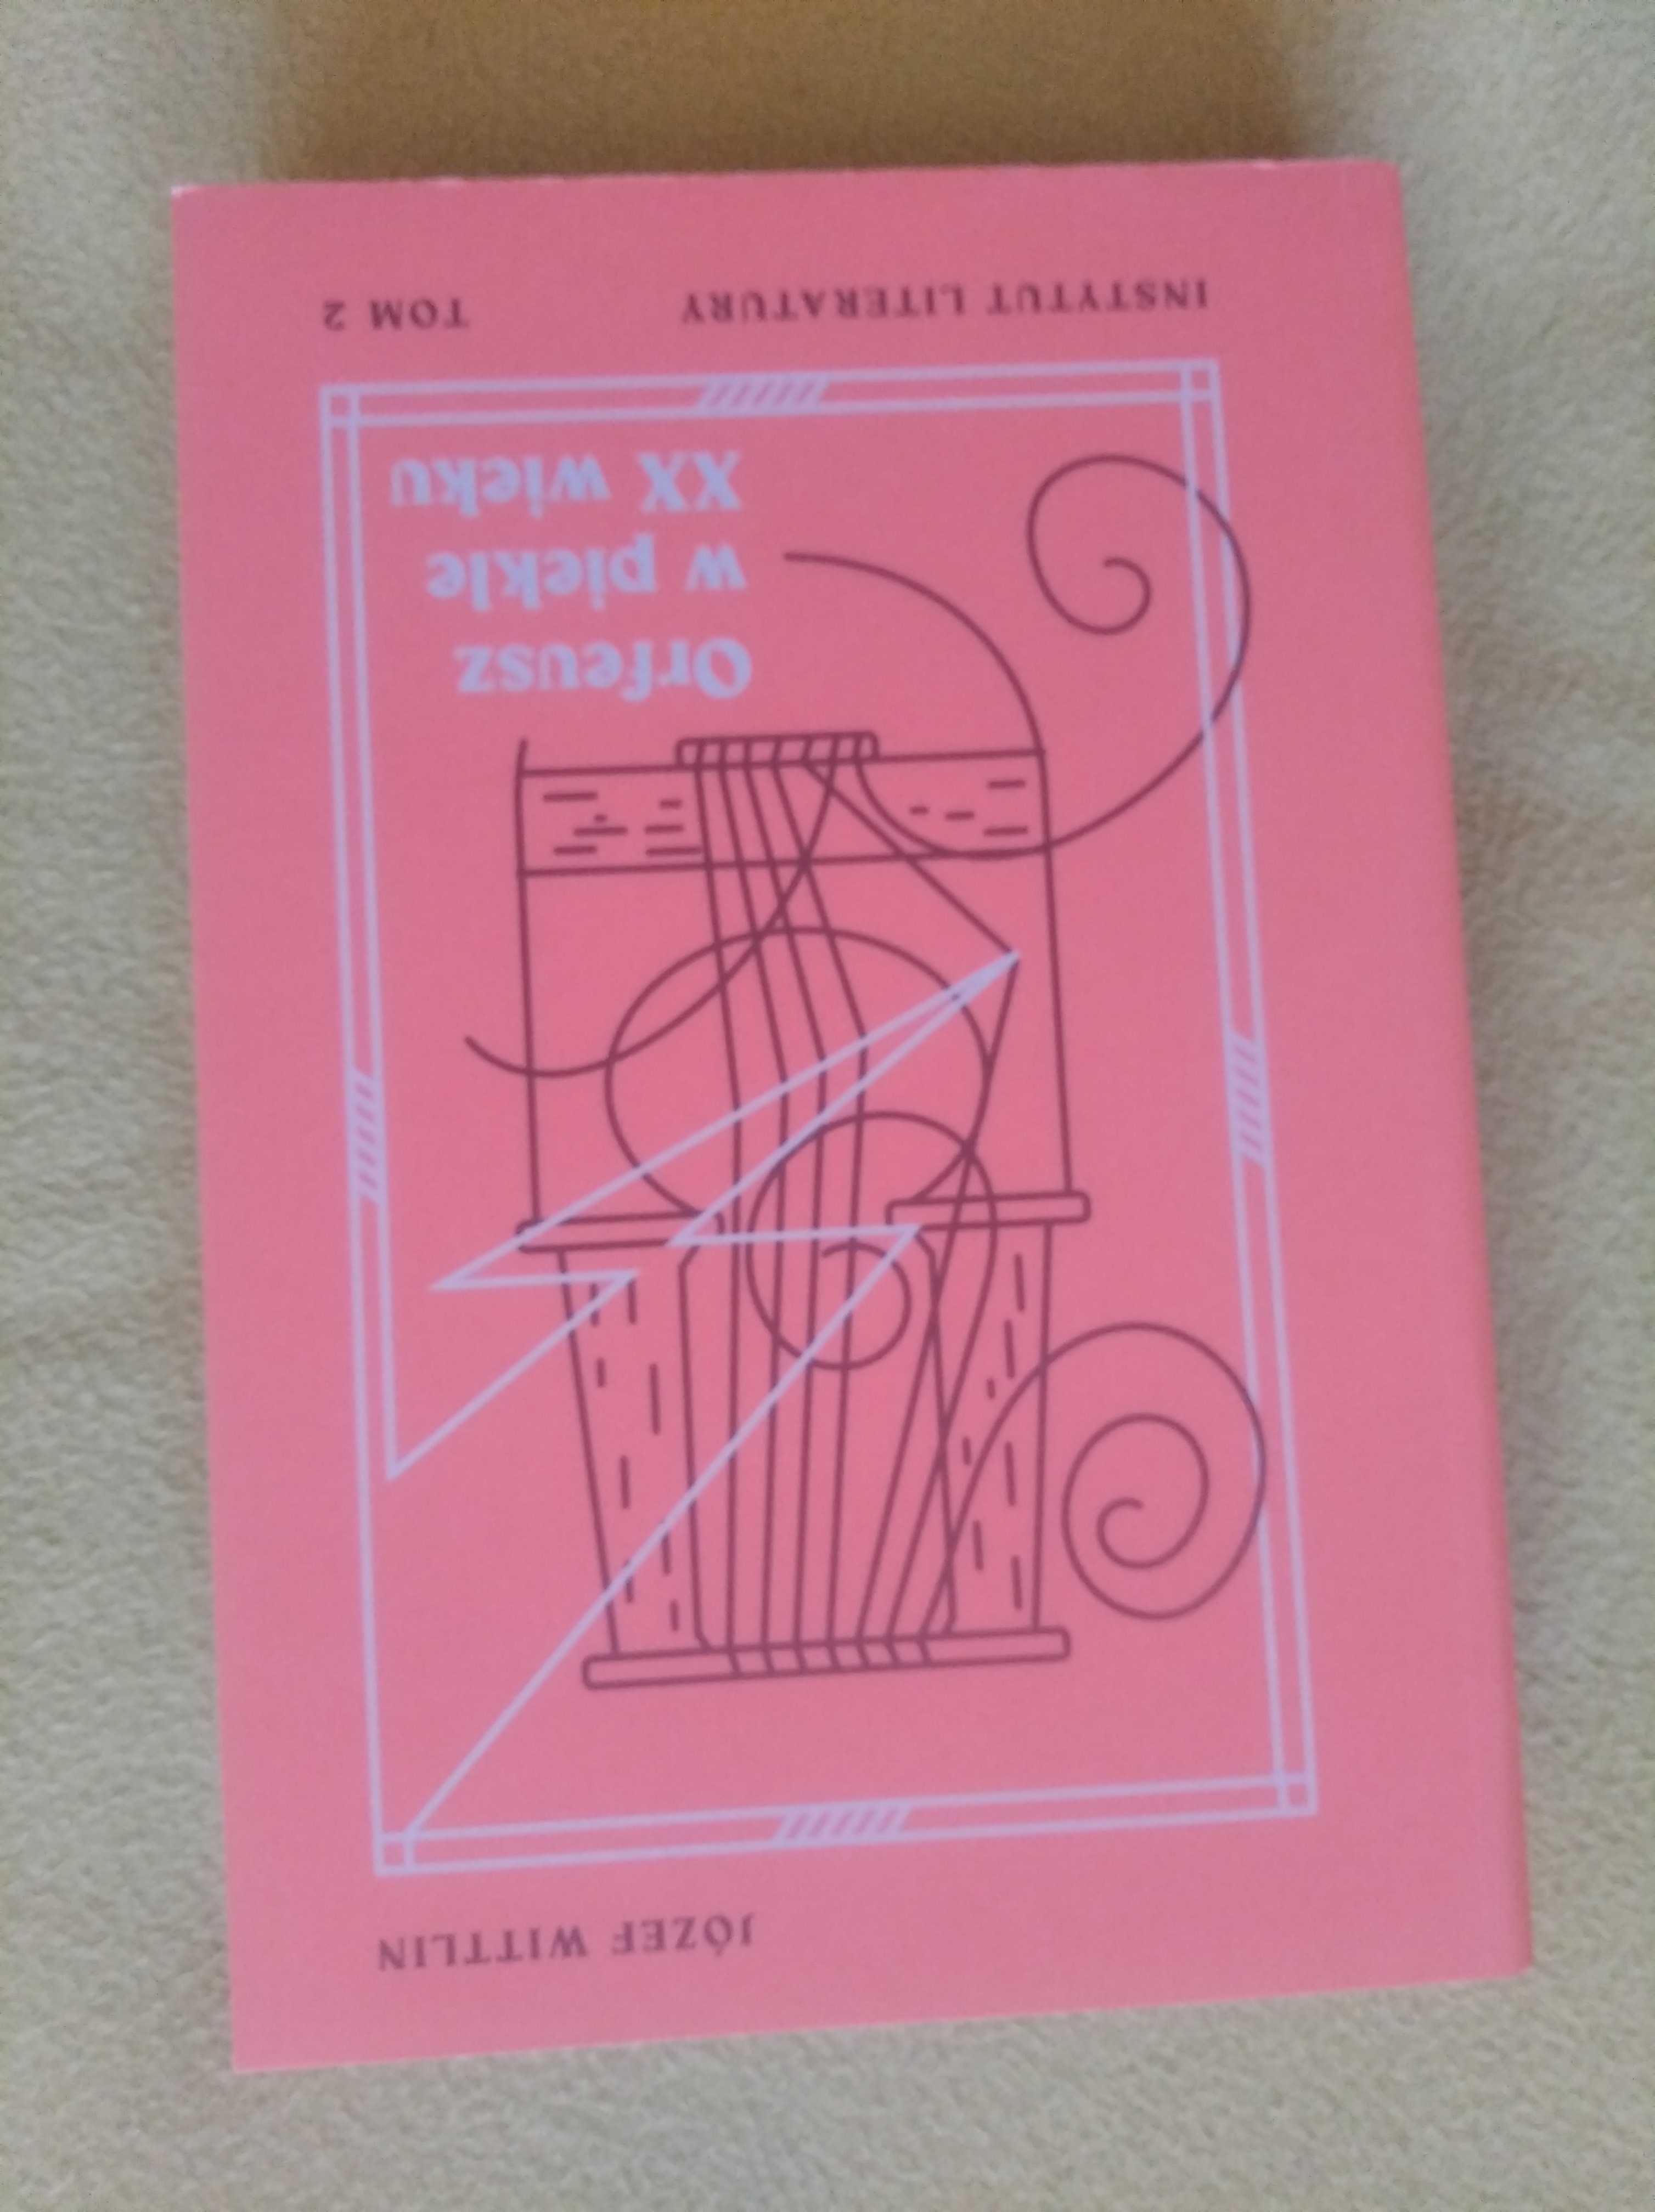 JÓZEF WITTLIN
Orfeusz
w piekle
XX wieku
INSTYTUT LITERATURY TOM 2